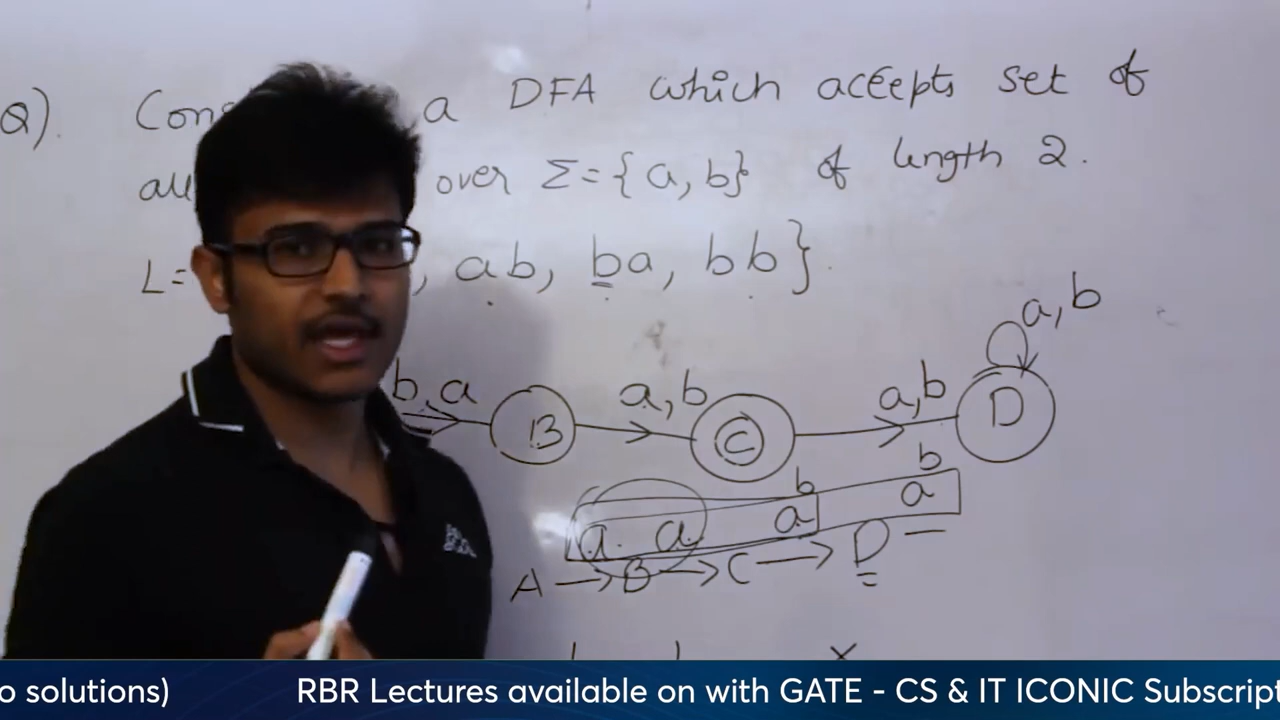 Q). Con a DFA which accepts set of
all over Σ={a,b} of length 2.
L= , ab, ba, bb}.
a,b
b,a a,b a,b
B C D
b b
a a a a
A → B → C → D
x
o solutions) RBR Lectures available on with GATE - CS & IT ICONIC Subscript